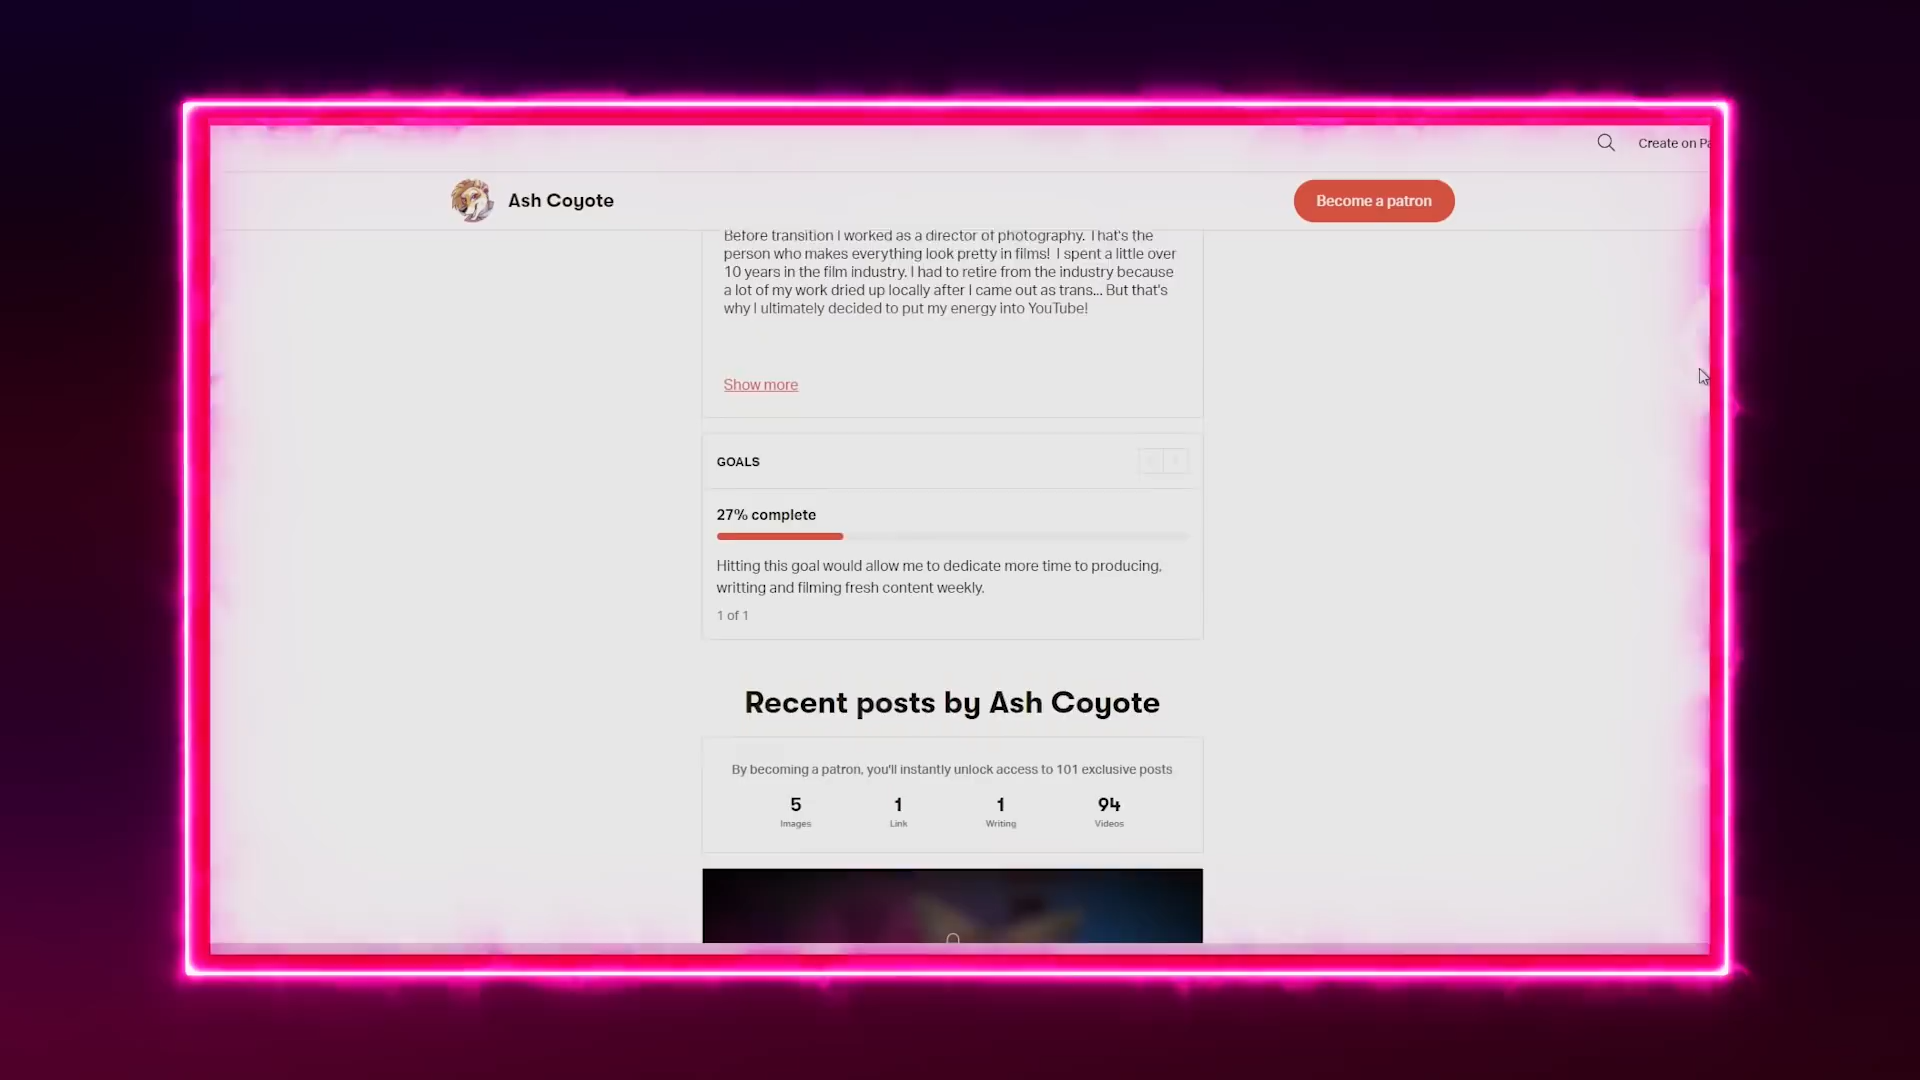 Create on Pa
Ash Coyote
Become a patron
Before transition I worked as a director of photography. That's the
person who makes everything look pretty in films! I spent a little over
10 years in the film industry. I had to retire from the industry because
a lot of my work dried up locally after I came out as trans... But that's
why I ultimately decided to put my energy into YouTube!
Show more
GOALS
27% complete
Hitting this goal would allow me to dedicate more time to producing,
writting and filming fresh content weekly.
1 of 1
Recent posts by Ash Coyote
By becoming a patron, you'll instantly unlock access to 101 exclusive posts
5 1 1 94
Images Link Writing Videos